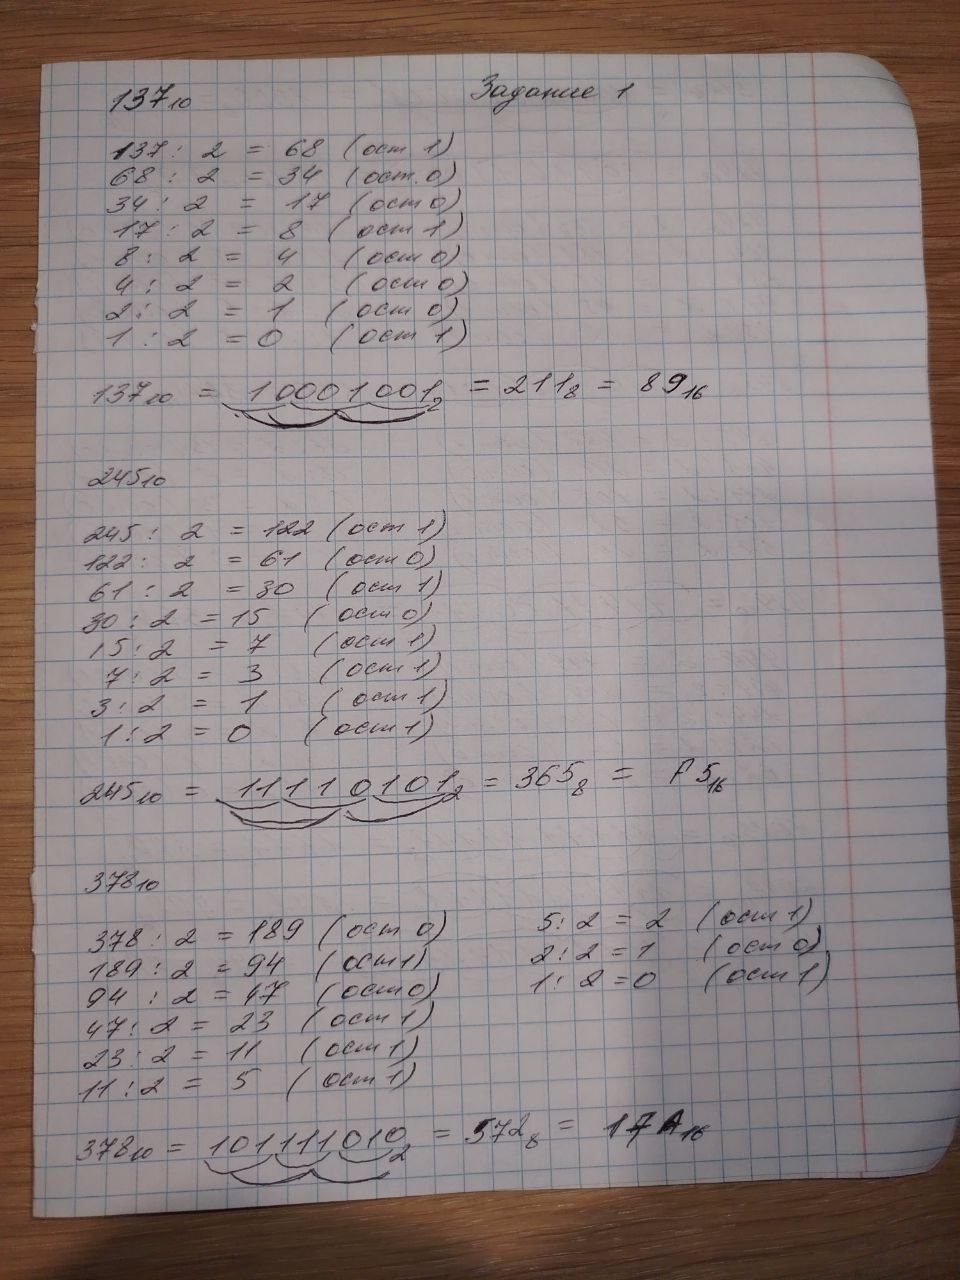 137₁₀
Задание 1
137 : 2 = 68 (ост 1)
68 : 2 = 34 (ост. 0)
34 : 2 = 17 (ост 0)
17 : 2 = 8 (ост 1)
8 : 2 = 4 (ост 0)
4 : 2 = 2 (ост 0)
2 : 2 = 1 (ост 0)
1 : 2 = 0 (ост 1)
137₁₀ = 10001001₂ = 211₈ = 89₁₆
245₁₀
245 : 2 = 122 (ост 1)
122 : 2 = 61 (ост 0)
61 : 2 = 30 (ост 1)
30 : 2 = 15 (ост 0)
15 : 2 = 7 (ост 1)
7 : 2 = 3 (ост 1)
3 : 2 = 1 (ост 1)
1 : 2 = 0 (ост 1)
245₁₀ = 11110101₂ = 365₈ = F5₁₆
378₁₀
378 : 2 = 189 (ост 0)
189 : 2 = 94 (ост 1)
94 : 2 = 47 (ост 0)
47 : 2 = 23 (ост 1)
23 : 2 = 11 (ост 1)
11 : 2 = 5 (ост 1)
5 : 2 = 2 (ост 1)
2 : 2 = 1 (ост 0)
1 : 2 = 0 (ост 1)
378₁₀ = 101111010₂ = 572₈ = 17A₁₆